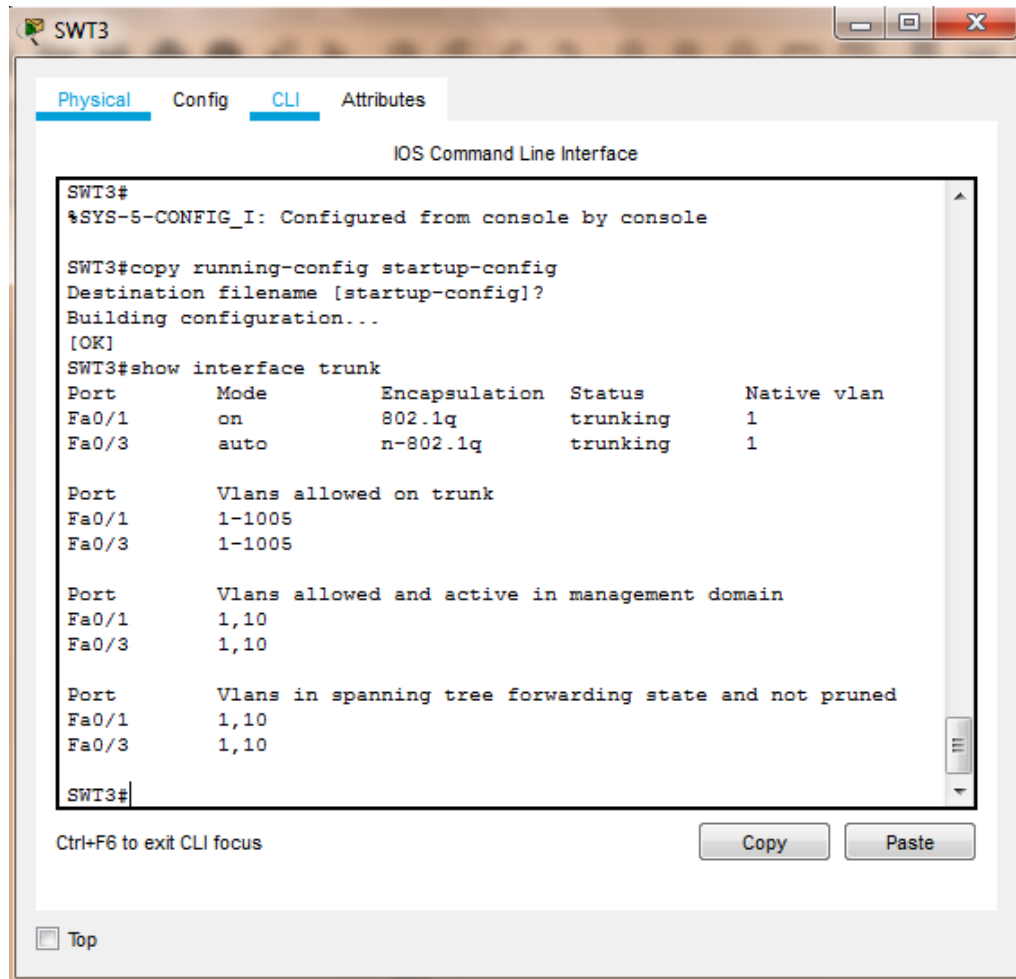 SWT3
Physical Config CLI Attributes
IOS Command Line Interface
SWT3#
%SYS-5-CONFIG_I: Configured from console by console
SWT3#copy running-config startup-config
Destination filename [startup-config]?
Building configuration...
[OK]
SWT3#show interface trunk
Port Mode Encapsulation Status Native vlan
Fa0/1 on 802.1q trunking 1
Fa0/3 auto n-802.1q trunking 1
Port Vlans allowed on trunk
Fa0/1 1-1005
Fa0/3 1-1005
Port Vlans allowed and active in management domain
Fa0/1 1,10
Fa0/3 1,10
Port Vlans in spanning tree forwarding state and not pruned
Fa0/1 1,10
Fa0/3 1,10
SWT3#
Ctrl+F6 to exit CLI focus Copy Paste
Top